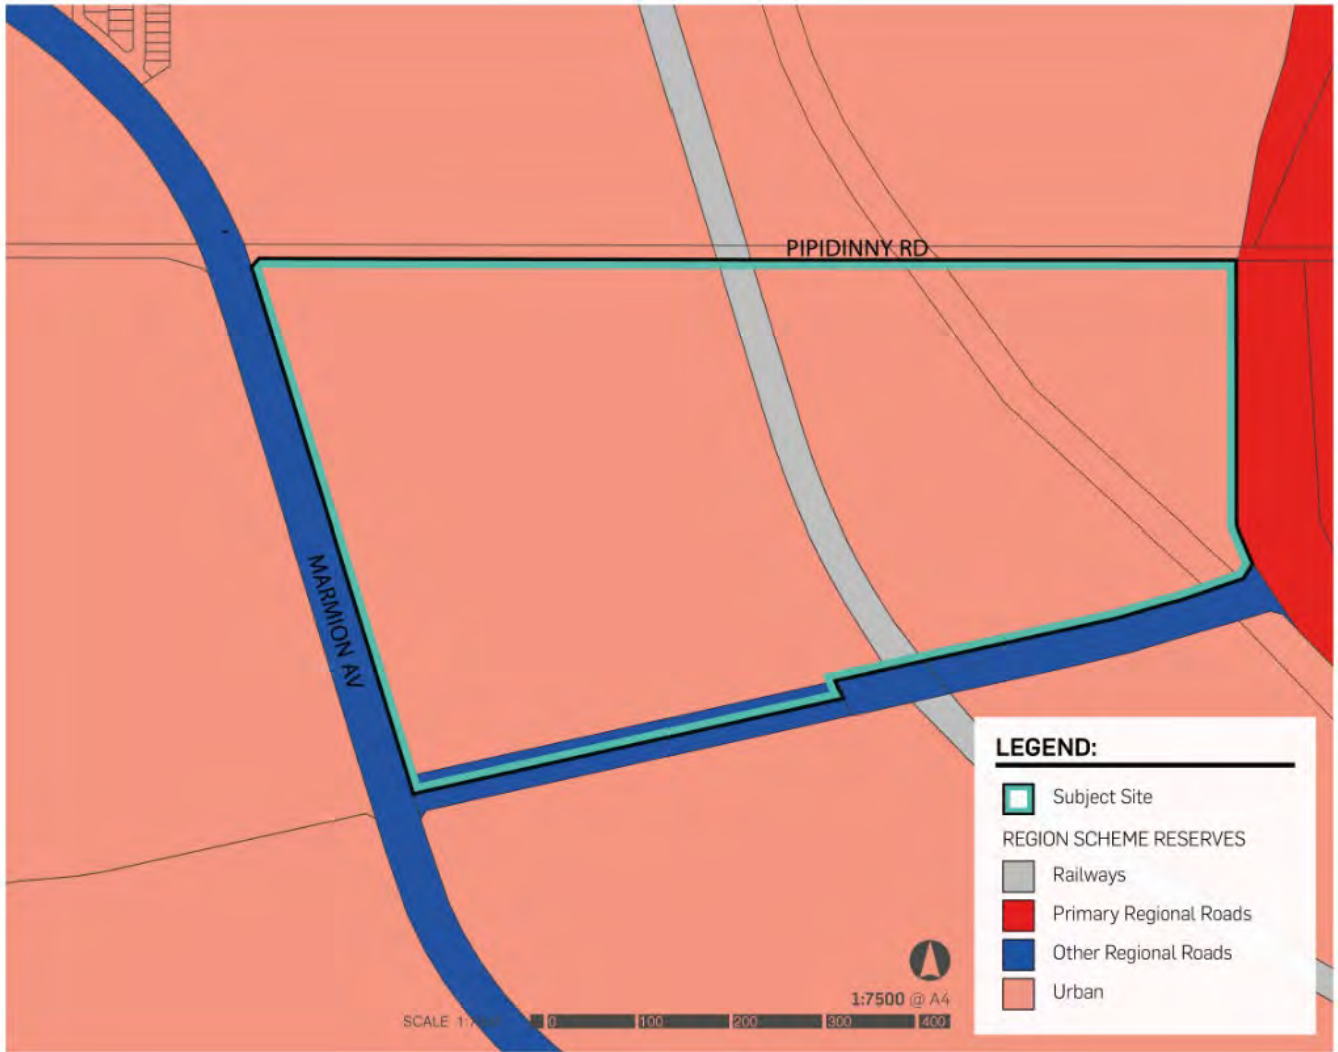 PIPIDINNY RD
MARMION AV
LEGEND:
Subject Site
REGION SCHEME RESERVES
Railways
Primary Regional Roads
Other Regional Roads
Urban
1:7500 @ A4
SCALE 0 100 200 300 400